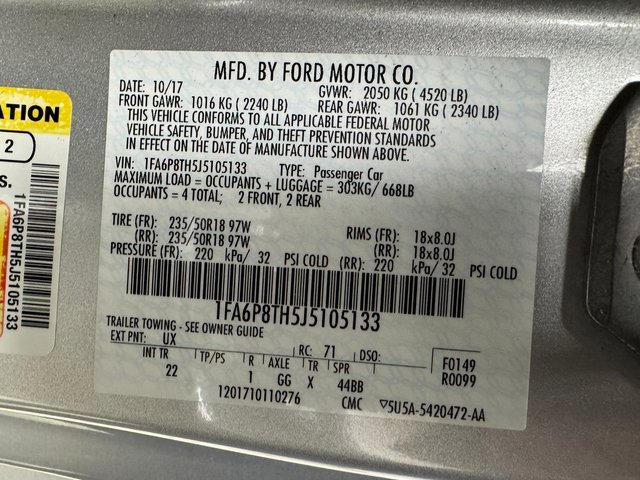 MFD. BY FORD MOTOR CO.
DATE: 10/17 GVWR: 2050 KG ( 4520 LB)
FRONT GAWR: 1016 KG ( 2240 LB) REAR GAWR: 1061 KG ( 2340 LB)
THIS VEHICLE CONFORMS TO ALL APPLICABLE FEDERAL MOTOR
VEHICLE SAFETY, BUMPER, AND THEFT PREVENTION STANDARDS
IN EFFECT ON THE DATE OF MANUFACTURE SHOWN ABOVE.
VIN: 1FA6P8TH5J5105133 TYPE: Passenger Car
MAXIMUM LOAD = OCCUPANTS + LUGGAGE = 303KG/ 668LB
OCCUPANTS = 4 TOTAL; 2 FRONT, 2 REAR
TIRE (FR): 235/50R18 97W RIMS (FR): 18x8.0J
(RR): 235/50R18 97W (RR): 18x8.0J
PRESSURE (FR): 220 kPa/ 32 PSI COLD (RR): 220 kPa/ 32 PSI COLD
1FA6P8TH5J5105133
TRAILER TOWING - SEE OWNER GUIDE
EXT PNT: UX RC: 71 DSO:
INT TR TP/PS R AXLE TR SPR
22 1 GG X 44BB
F0149
R0099
1201710110276 CMC ▽5U5A-5420472-AA
ATION
2
S.
1FA6P8TH5J5105133